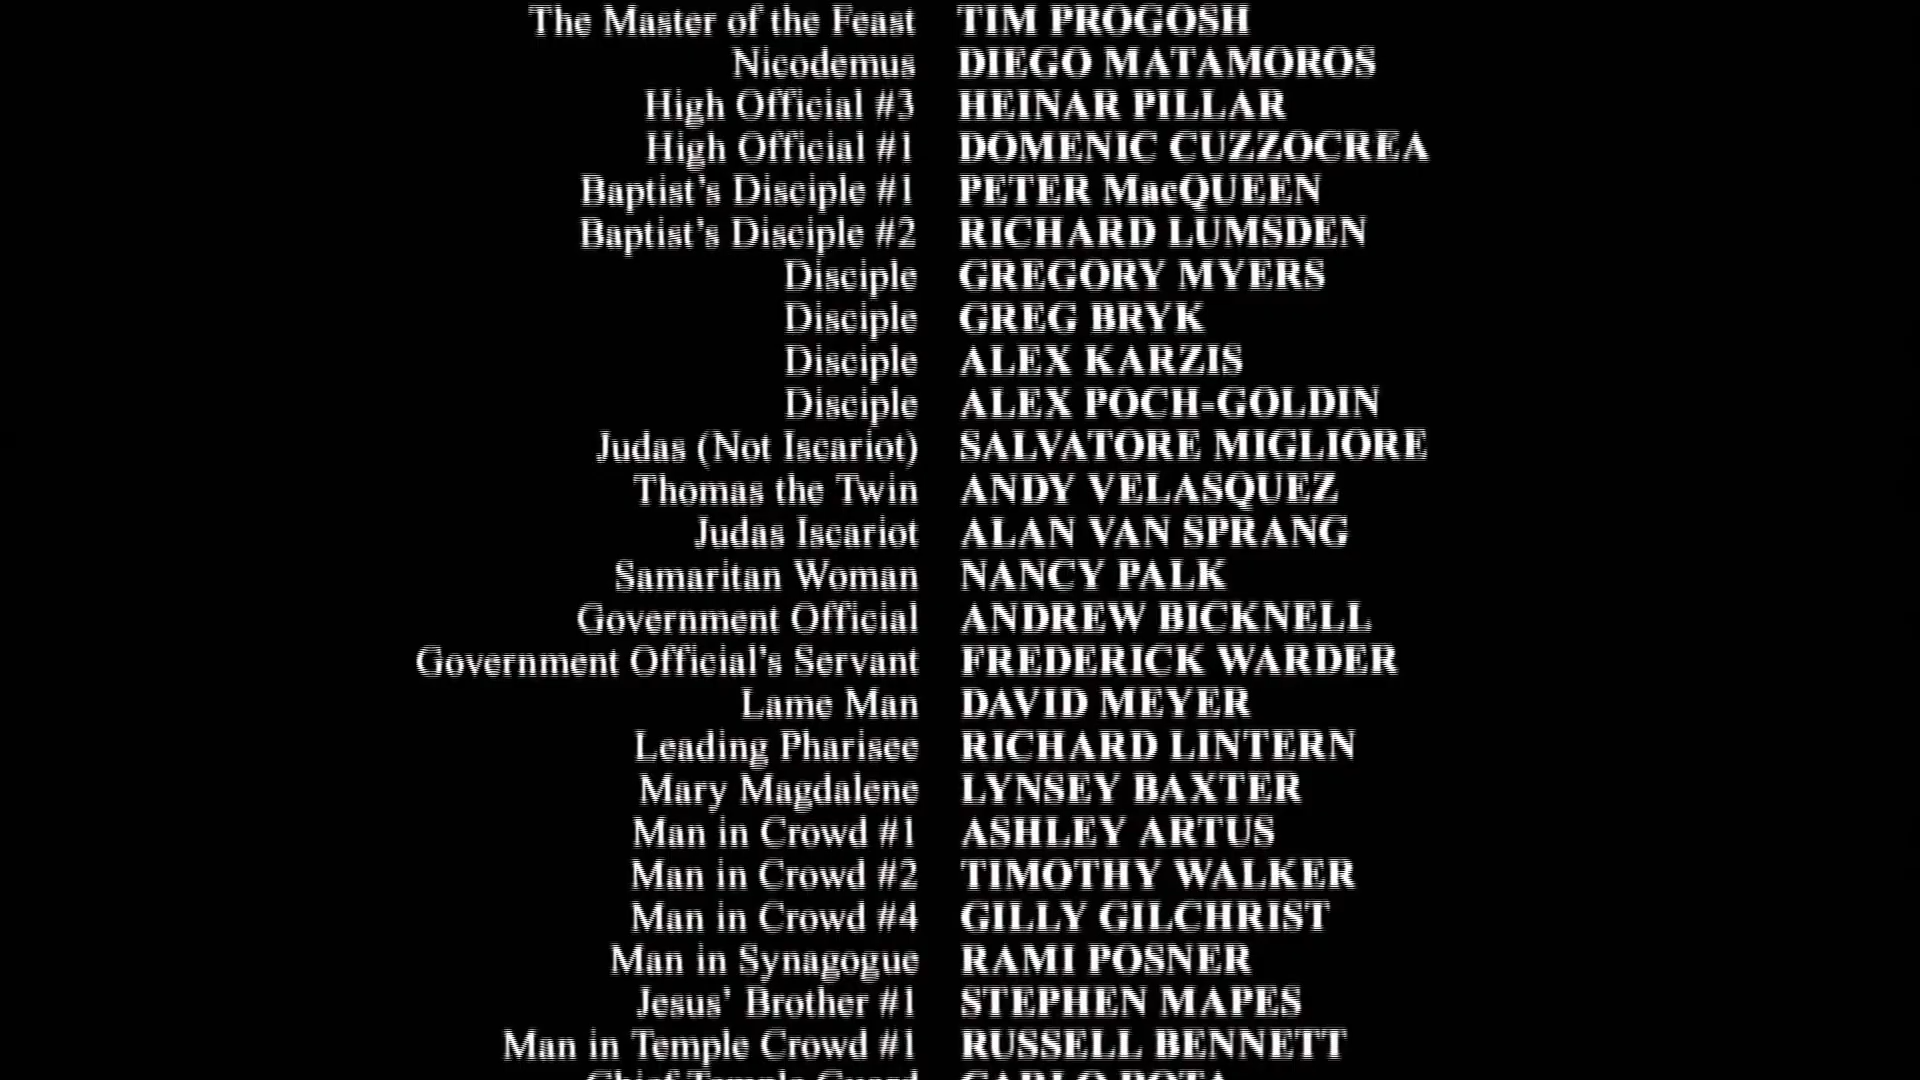 The Master of the Feast TIM PROGOSH
Nicodemus DIEGO MATAMOROS
High Official #3 HEINAR PILLAR
High Official #1 DOMENIC CUZZOCREA
Baptist's Disciple #1 PETER MacQUEEN
Baptist's Disciple #2 RICHARD LUMSDEN
Disciple GREGORY MYERS
Disciple GREG BRYK
Disciple ALEX KARZIS
Disciple ALEX POCH-GOLDIN
Judas (Not Iscariot) SALVATORE MIGLIORE
Thomas the Twin ANDY VELASQUEZ
Judas Iscariot ALAN VAN SPRANG
Samaritan Woman NANCY PALK
Government Official ANDREW BICKNELL
Government Official's Servant FREDERICK WARDER
Lame Man DAVID MEYER
Leading Pharisee RICHARD LINTERN
Mary Magdalene LYNSEY BAXTER
Man in Crowd #1 ASHLEY ARTUS
Man in Crowd #2 TIMOTHY WALKER
Man in Crowd #4 GILLY GILCHRIST
Man in Synagogue RAMI POSNER
Jesus' Brother #1 STEPHEN MAPES
Man in Temple Crowd #1 RUSSELL BENNETT